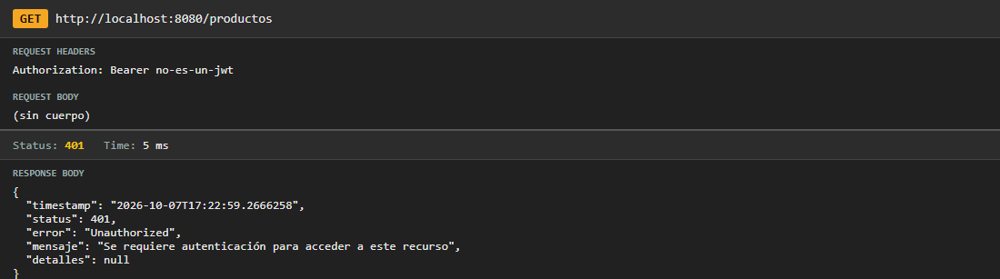 GET http://localhost:8080/productos
REQUEST HEADERS
Authorization: Bearer no-es-un-jwt
REQUEST BODY
(sin cuerpo)
Status: 401 Time: 5 ms
RESPONSE BODY
{
  "timestamp": "2026-10-07T17:22:59.2666258",
  "status": 401,
  "error": "Unauthorized",
  "mensaje": "Se requiere autenticación para acceder a este recurso",
  "detalles": null
}